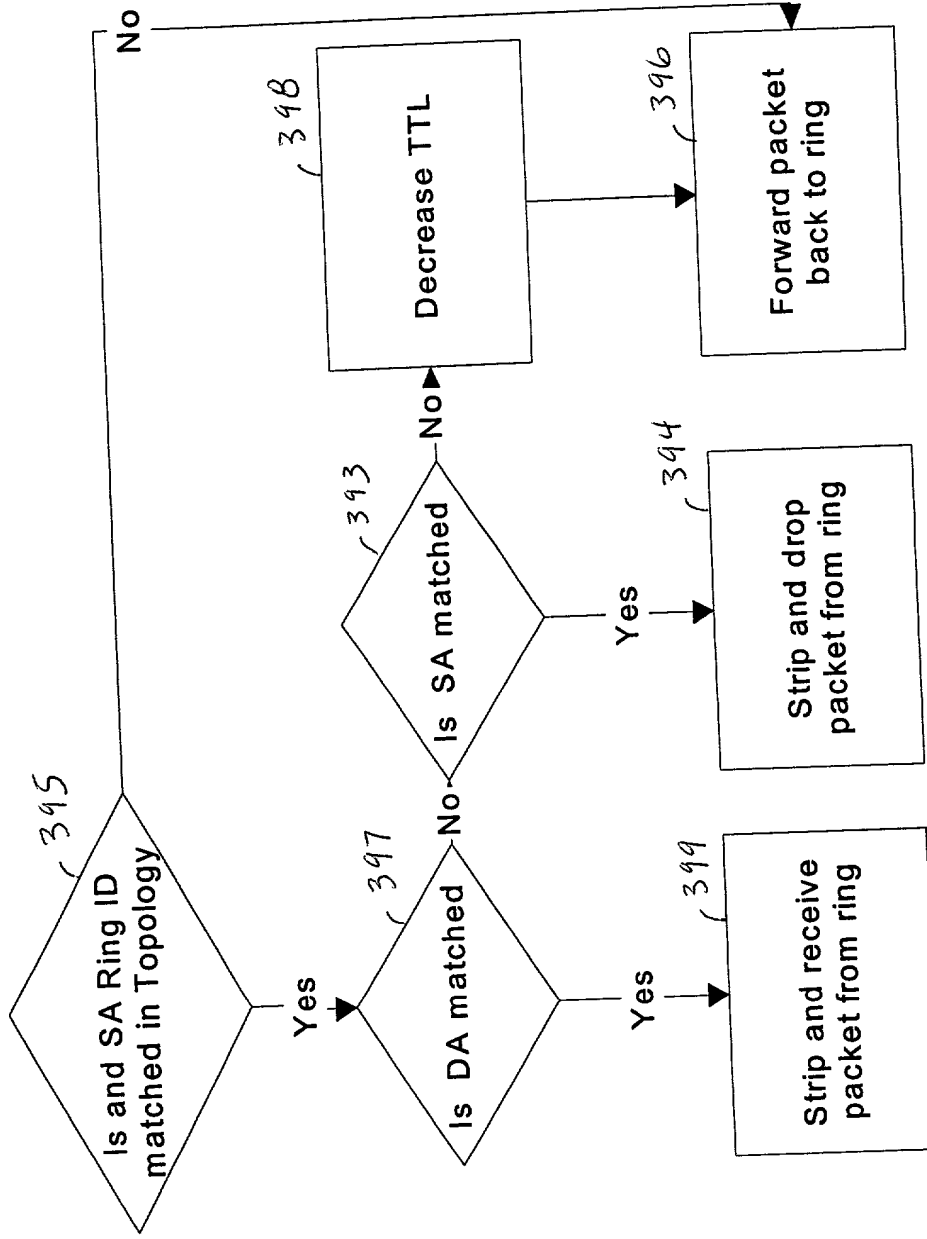 Is and SA Ring ID
matched in Topology
395
No
Yes
Is DA matched
397
No
Is SA matched
393
No
Decrease TTL
398
Yes
Strip and receive
packet from ring
399
Yes
Strip and drop
packet from ring
394
Forward packet
back to ring
396